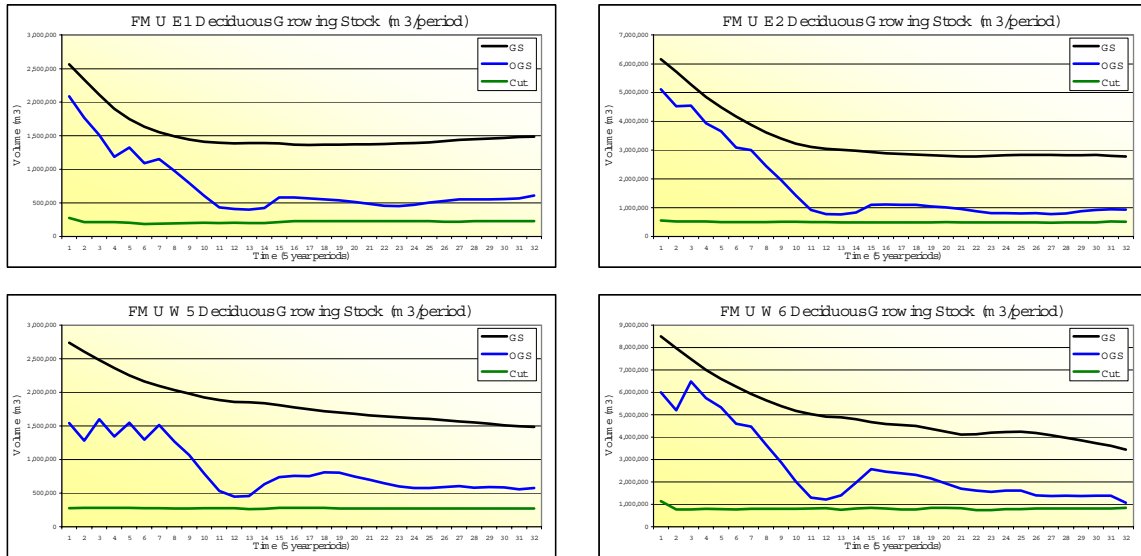 FMU E1 Deciduous Growing Stock (m3/period)
3,000,000
2,500,000
2,000,000
1,500,000
1,000,000
500,000
0
Volume (m3)
GS
OGS
Cut
1 2 3 4 5 6 7 8 9 10 11 12 13 14 15 16 17 18 19 20 21 22 23 24 25 26 27 28 29 30 31 32
Time (5 year periods)
FMU E2 Deciduous Growing Stock (m3/period)
7,000,000
6,000,000
5,000,000
4,000,000
3,000,000
2,000,000
1,000,000
0
Volume (m3)
GS
OGS
Cut
1 2 3 4 5 6 7 8 9 10 11 12 13 14 15 16 17 18 19 20 21 22 23 24 25 26 27 28 29 30 31 32
Time (5 year periods)
FMU W5 Deciduous Growing Stock (m3/period)
3,000,000
2,500,000
2,000,000
1,500,000
1,000,000
500,000
0
Volume (m3)
GS
OGS
Cut
1 2 3 4 5 6 7 8 9 10 11 12 13 14 15 16 17 18 19 20 21 22 23 24 25 26 27 28 29 30 31 32
Time (5 year periods)
FMU W6 Deciduous Growing Stock (m3/period)
9,000,000
8,000,000
7,000,000
6,000,000
5,000,000
4,000,000
3,000,000
2,000,000
1,000,000
0
Volume (m3)
GS
OGS
Cut
1 2 3 4 5 6 7 8 9 10 11 12 13 14 15 16 17 18 19 20 21 22 23 24 25 26 27 28 29 30 31 32
Time (5 year periods)